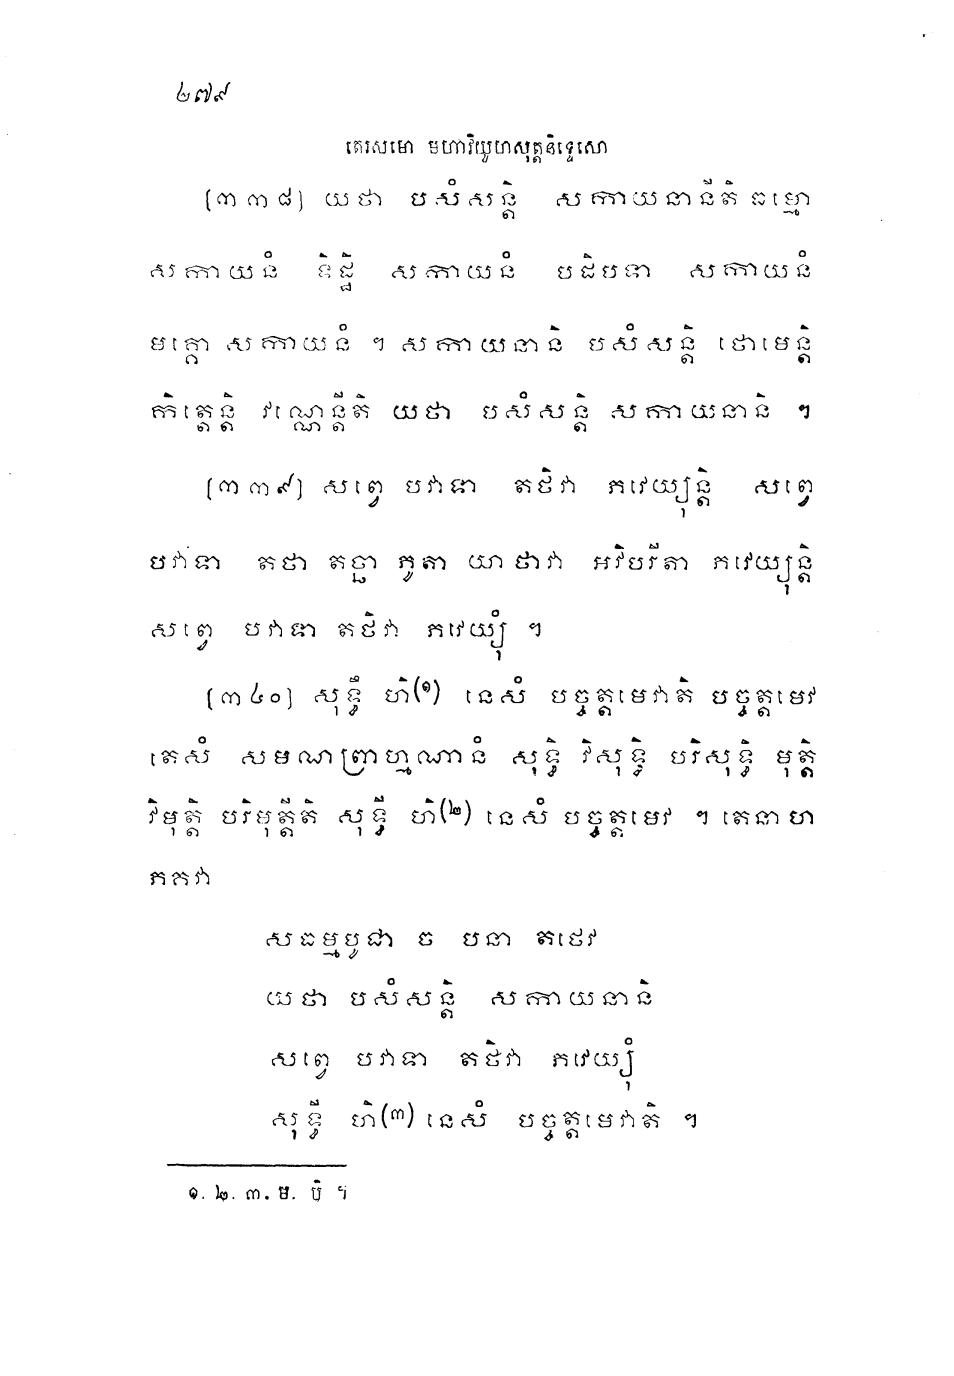 ២៧៩
តេរសមោ មហាវិយូហសុត្តនិទ្ទេសោ
(៣៣៨) យថា បសំសន្តិ សកាយនានីតិ ធម្មោ
សកាយនំ ទិដ្ឋិ សកាយនំ បដិបទា សកាយនំ
មគ្គោ សកាយនំ ។ សកាយនានិ បសំសន្តិ ថោមេន្តិ
កិត្តេន្តិ វណ្ណេន្តីតិ យថា បសំសន្តិ សកាយនានិ ។
(៣៣៩) សព្វេ បវាទា តថិវា ភវេយ្យុន្តិ សព្វេ
បវាទា តថា តច្ឆា ភូតា យាថាវា អវិបរីតា ភវេយ្យុន្តិ
សព្វេ បវាទា តថិវា ភវេយ្យុំ ។
(៣៤០) សុទ្ធី ហិ(១) នេសំ បច្ចត្តមេវាតិ បច្ចត្តមេវ
តេសំ សមណព្រាហ្មណានំ សុទ្ធិ វិសុទ្ធិ បរិសុទ្ធិ មុត្តិ
វិមុត្តិ បរិមុត្តីតិ សុទ្ធី ហិ(២) នេសំ បច្ចត្តមេវ ។ តេនាហ
ភគវា
សធម្មបូជា ច បនា តថេវ
យថា បសំសន្តិ សកាយនានិ
សព្វេ បវាទា តថិវា ភវេយ្យុំ
សុទ្ធី ហិ(៣) នេសំ បច្ចត្តមេវាតិ ។
១. ២. ៣. ម. បិ ។